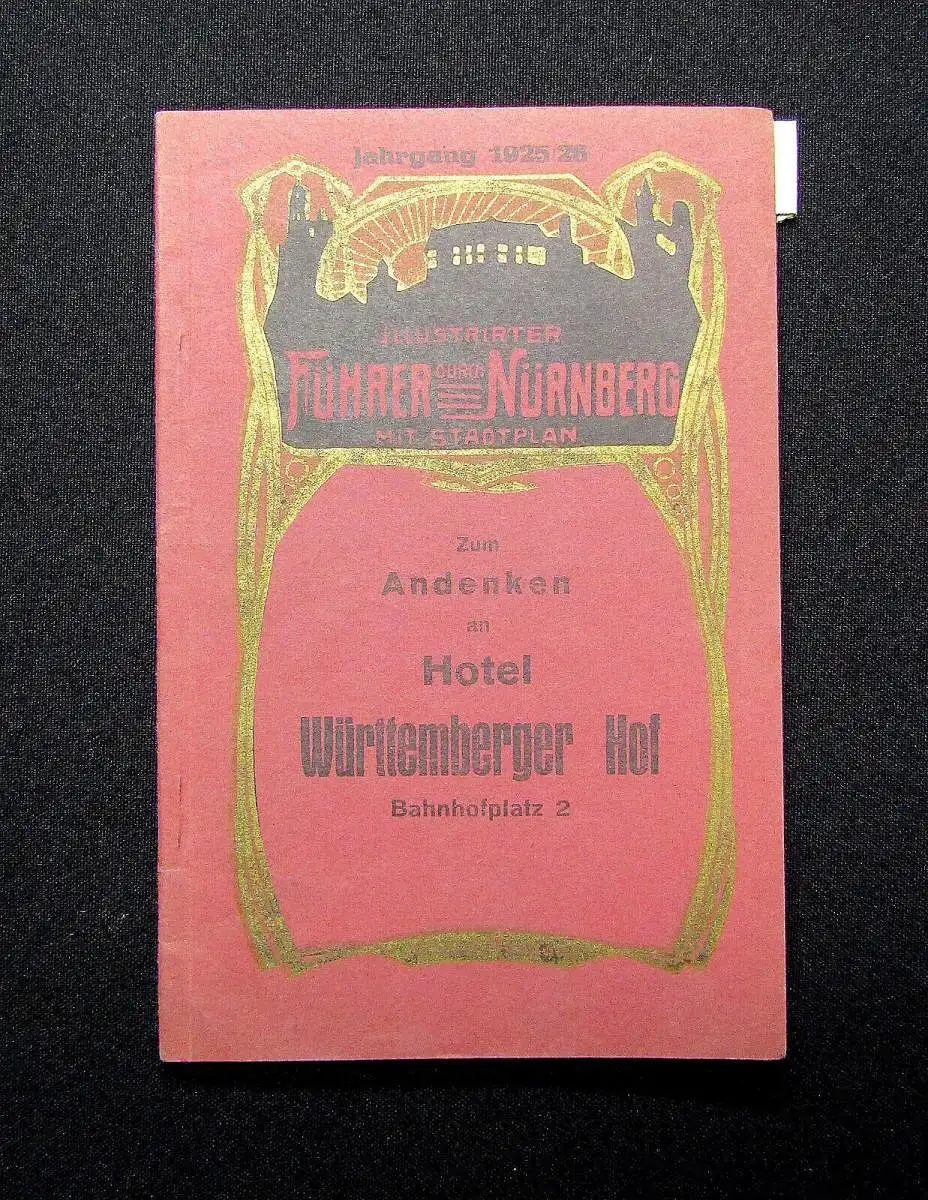 Jahrgang 1925/26
ILLUSTRIRTER
FÜHRER DURCH NÜRNBERG
MIT STADTPLAN
Zum
Andenken
an
Hotel
Württemberger Hof
Bahnhofplatz 2